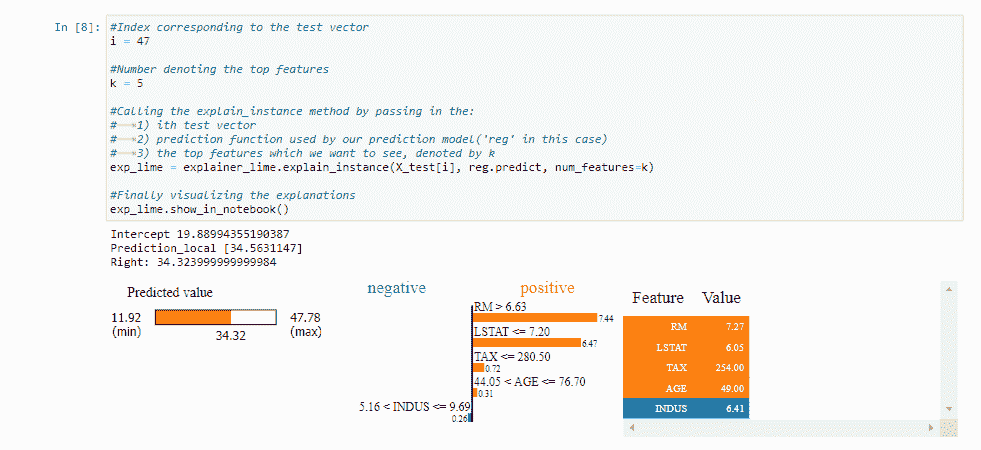 In [8]:
#Index corresponding to the test vector
i = 47
#Number denoting the top features
k = 5
#Calling the explain_instance method by passing in the:
#—→1) ith test vector
#—→2) prediction function used by our prediction model('reg' in this case)
#—→3) the top features which we want to see, denoted by k
exp_lime = explainer_lime.explain_instance(X_test[i], reg.predict, num_features=k)
#Finally visualizing the explanations
exp_lime.show_in_notebook()
Intercept 19.88994355190387
Prediction_local [34.5631147]
Right: 34.323999999999984
Predicted value
11.92
(min)
47.78
(max)
34.32
negative
positive
RM > 6.63
7.44
LSTAT <= 7.20
6.47
TAX <= 280.50
0.72
44.05 < AGE <= 76.70
0.31
5.16 < INDUS <= 9.69
0.26
Feature Value
RM 7.27
LSTAT 6.05
TAX 254.00
AGE 49.00
INDUS 6.41